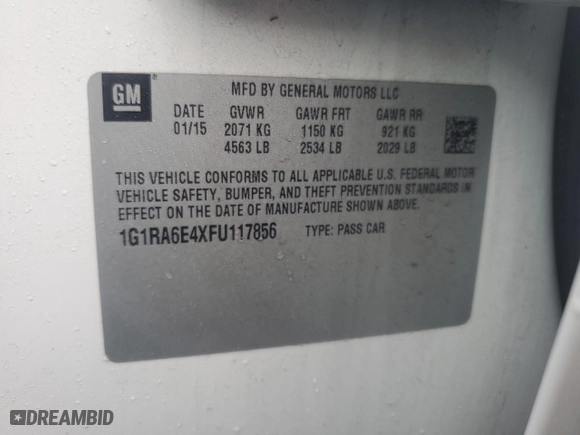 GM ®
MFD BY GENERAL MOTORS LLC
DATE GVWR GAWR FRT GAWR RR
01/15 2071 KG 1150 KG 921 KG
4563 LB 2534 LB 2029 LB
THIS VEHICLE CONFORMS TO ALL APPLICABLE U.S. FEDERAL MOTOR
VEHICLE SAFETY, BUMPER, AND THEFT PREVENTION STANDARDS IN
EFFECT ON THE DATE OF MANUFACTURE SHOWN ABOVE.
1G1RA6E4XFU117856 TYPE: PASS CAR
DREAMBID